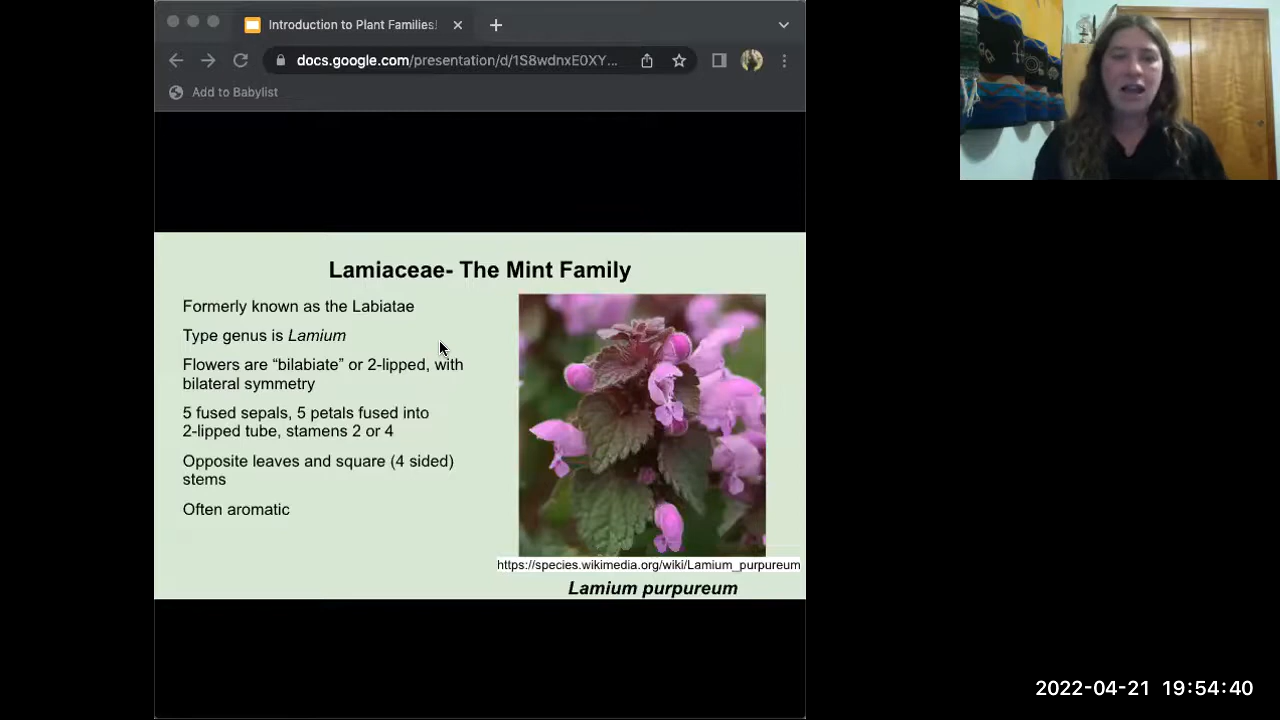 Introduction to Plant Families!
docs.google.com/presentation/d/1S8wdnxE0XY...
Add to Babylist
Lamiaceae- The Mint Family
Formerly known as the Labiatae
Type genus is Lamium
Flowers are “bilabiate” or 2-lipped, with
bilateral symmetry
5 fused sepals, 5 petals fused into
2-lipped tube, stamens 2 or 4
Opposite leaves and square (4 sided)
stems
Often aromatic
https://species.wikimedia.org/wiki/Lamium_purpureum
Lamium purpureum
2022-04-21 19:54:40